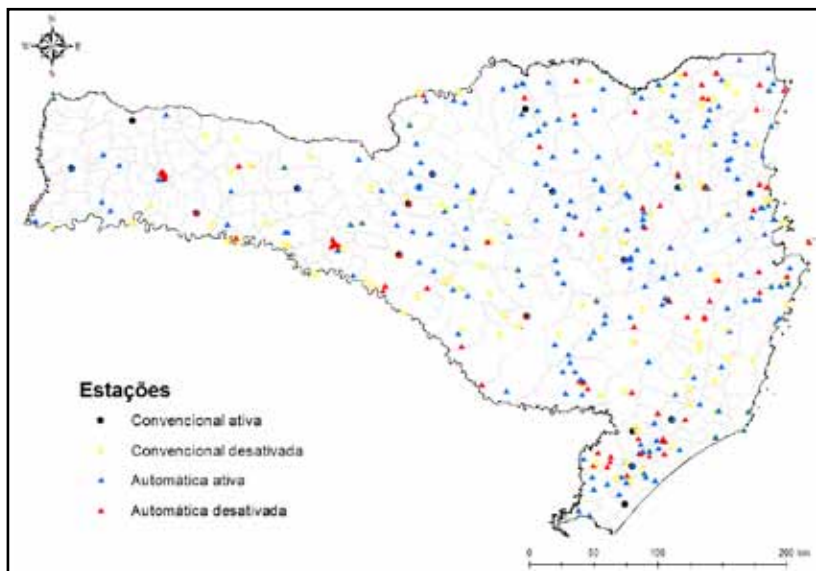 N
E
S
Estações
Convencional ativa
Convencional desativada
Automática ativa
Automática desativada
0 50 100 200 km